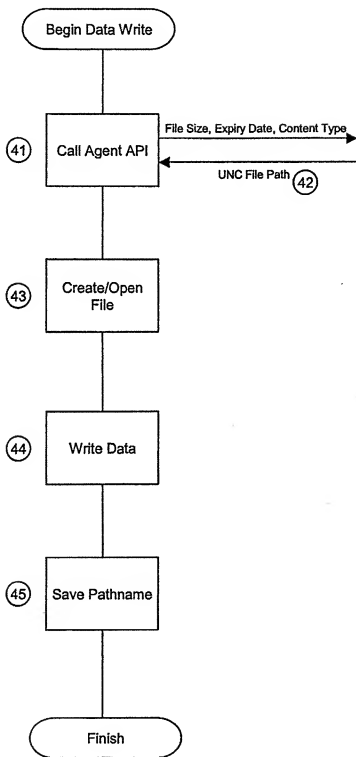 Begin Data Write
41
Call Agent API
File Size, Expiry Date, Content Type
UNC File Path
42
43
Create/Open
File
44
Write Data
45
Save Pathname
Finish